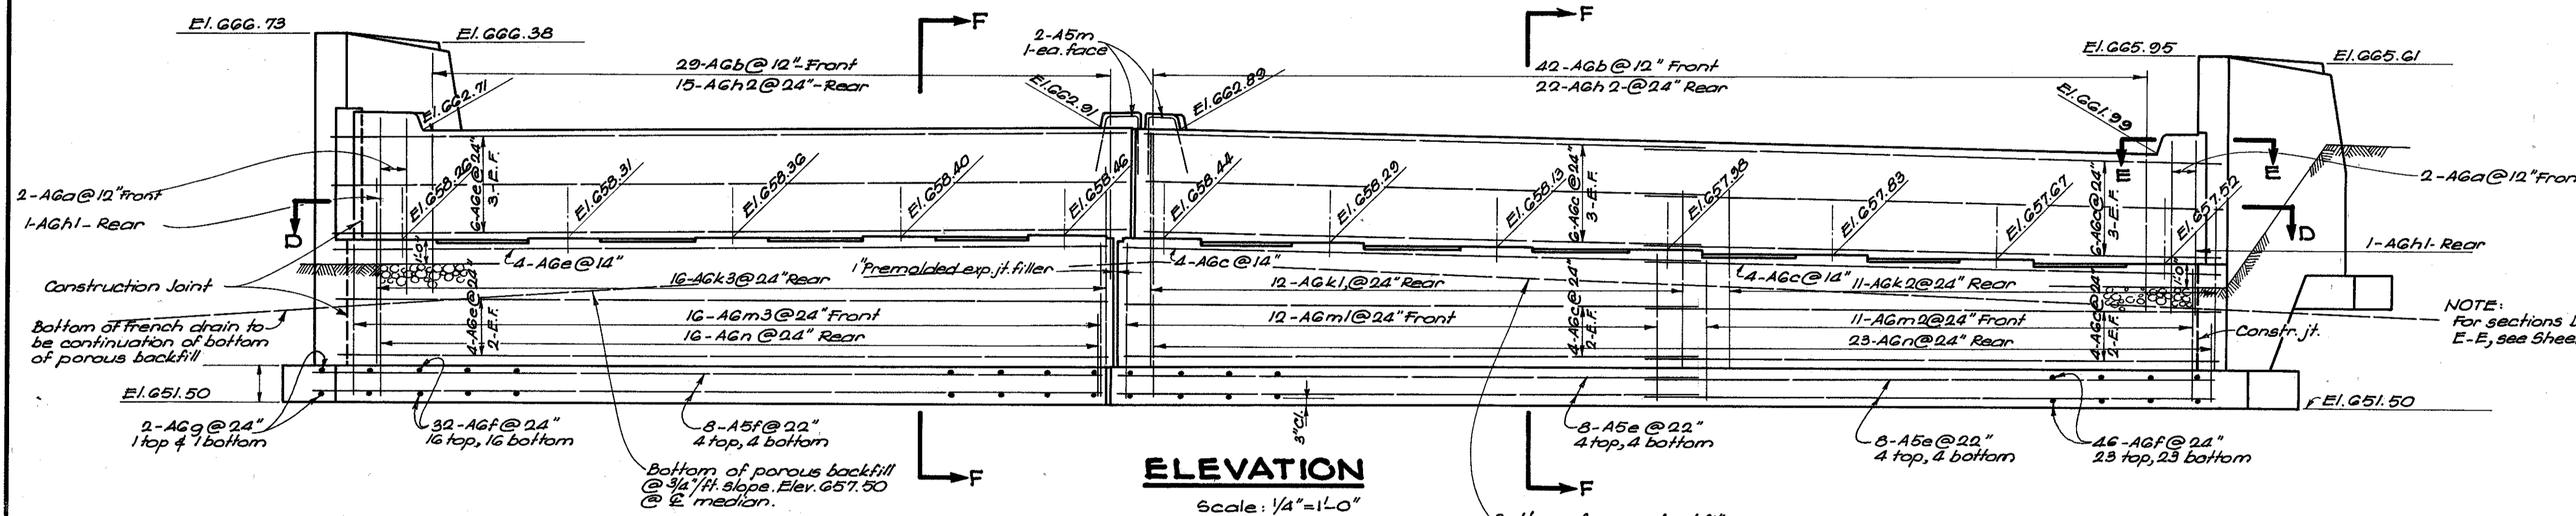 El. 666.73
El. 666.38
F
F
2-A5m
1-ea. face
29-A6b @ 12"-Front
15-A6h2 @ 24"-Rear
42-A6b @ 12" Front
22-A6h2-@ 24" Rear
El. 665.95
El. 665.61
El. 662.71
El. 662.91
El. 662.89
El. 661.99
2-A6a @ 12" Front
1-A6h1- Rear
D
6-A6e @ 24"
3-E.F.
El. 658.26
El. 658.31
El. 658.36
El. 658.40
El. 658.46
El. 658.44
El. 658.29
6-A6c @ 24"
3-E.F.
El. 658.13
El. 657.98
El. 657.83
El. 657.67
6-A6c @ 24"
3-E.F.
El. 657.52
E
E
2-A6a @ 12" Fron
D
1-A6h1- Rear
1'-0"
4-A6e @ 14"
1" Premolded exp. jt. filler
4-A6c @ 14"
4-A6c @ 14"
1'-0"
Construction Joint
16-A6k3 @ 24" Rear
12-A6k1, @ 24" Rear
11-A6k2 @ 24" Rear
Bottom of french drain to
be continuation of bottom
of porous backfill
4-A6e @ 24"
2-E.F.
16-A6m3 @ 24" Front
16-A6n @ 24" Rear
12-A6m1 @ 24" Front
4-A6c @ 24"
2-E.F.
11-A6m2 @ 24" Front
23-A6n @ 24" Rear
4-A6c @ 24"
2-E.F.
Constr. jt.
NOTE:
For sections
E-E, see Shee
El. 651.50
El. 651.50
2-A6g @ 24"
1 top & 1 bottom
32-A6f @ 24"
16 top, 16 bottom
8-A5f @ 22"
4 top, 4 bottom
3" Cl.
8-A5e @ 22"
4 top, 4 bottom
8-A5e @ 22"
4 top, 4 bottom
46-A6f @ 24"
23 top, 23 bottom
Bottom of porous backfill
@ 3/4"/ft. slope. Elev. 657.50
@ ℄ median.
F
F
ELEVATION
Scale: 1/4"=1'-0"